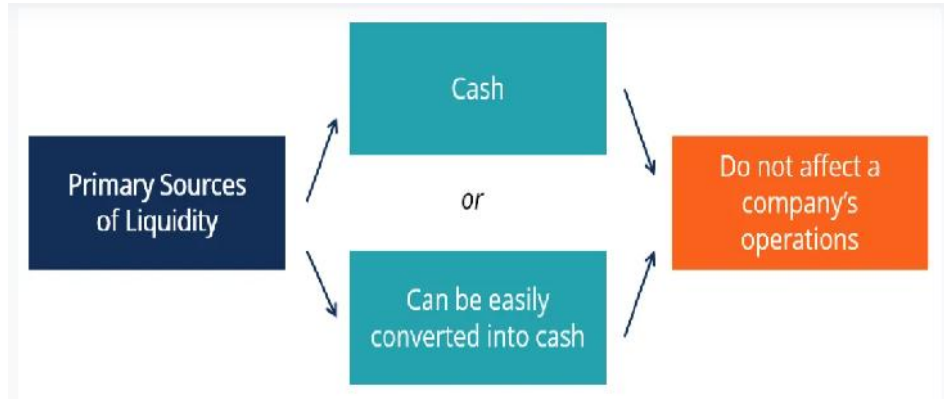 Primary Sources
of Liquidity
Cash
or
Can be easily
converted into cash
Do not affect a
company's
operations